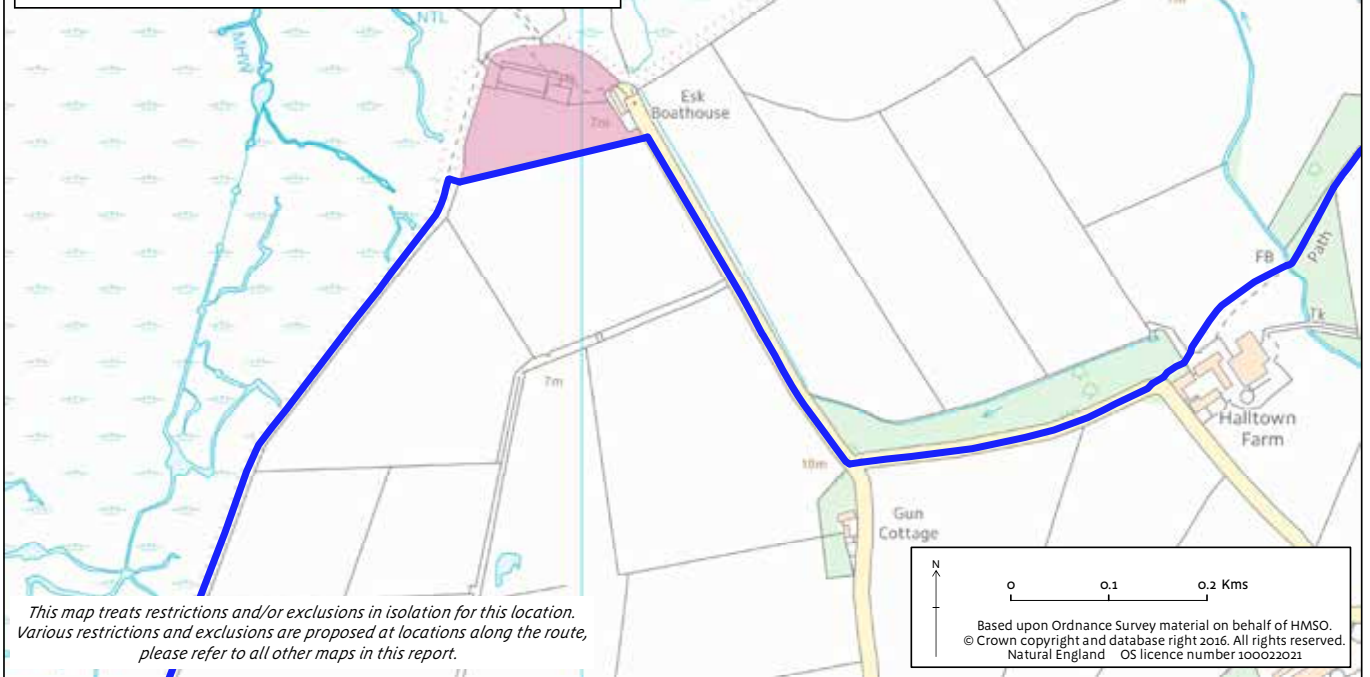 NTL
MHW
Esk
Boathouse
7m
FB
Path
Tk
7m
Halltown
Farm
10m
Gun
Cottage
N
0 0.1 0.2 Kms
Based upon Ordnance Survey material on behalf of HMSO.
© Crown copyright and database right 2016. All rights reserved.
Natural England OS licence number 100022021
This map treats restrictions and/or exclusions in isolation for this location.
Various restrictions and exclusions are proposed at locations along the route,
please refer to all other maps in this report.